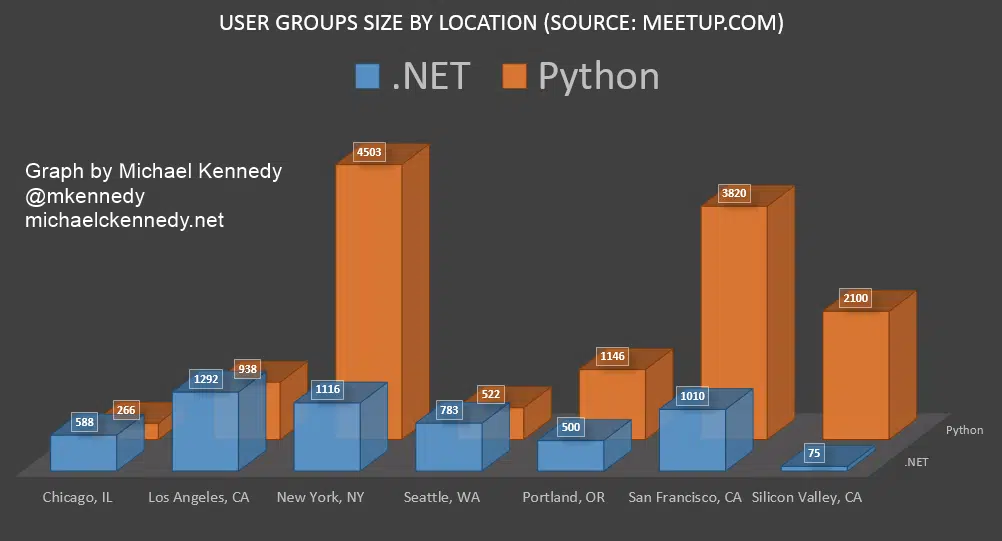 USER GROUPS SIZE BY LOCATION (SOURCE: MEETUP.COM)
.NET Python
Graph by Michael Kennedy
@mkennedy
michaelckennedy.net
4503
3820
2100
1146
938
522
266
1292
1116
1010
783
588
500
75
Python
.NET
Chicago, IL Los Angeles, CA New York, NY Seattle, WA Portland, OR San Francisco, CA Silicon Valley, CA